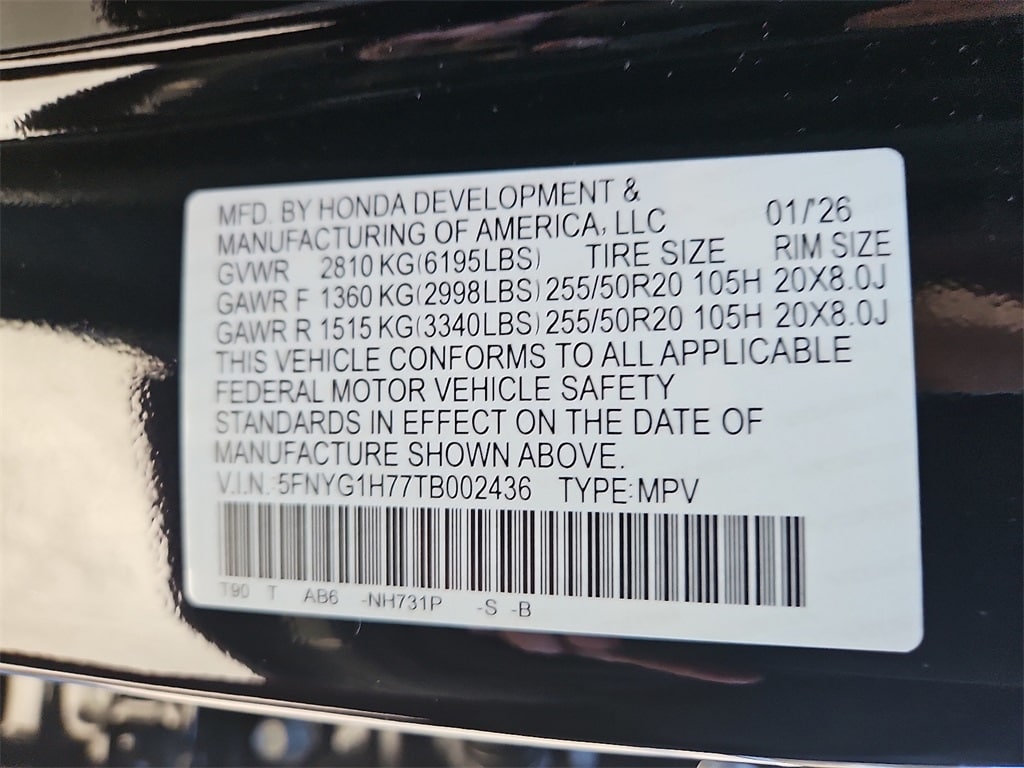 MFD. BY HONDA DEVELOPMENT &
MANUFACTURING OF AMERICA, LLC 01/'26
GVWR 2810 KG(6195LBS) TIRE SIZE RIM SIZE
GAWR F 1360 KG(2998LBS) 255/50R20 105H 20X8.0J
GAWR R 1515 KG(3340LBS) 255/50R20 105H 20X8.0J
THIS VEHICLE CONFORMS TO ALL APPLICABLE
FEDERAL MOTOR VEHICLE SAFETY
STANDARDS IN EFFECT ON THE DATE OF
MANUFACTURE SHOWN ABOVE.
V.I.N.:5FNYG1H77TB002436 TYPE:MPV
T90 T AB6 -NH731P -S -B